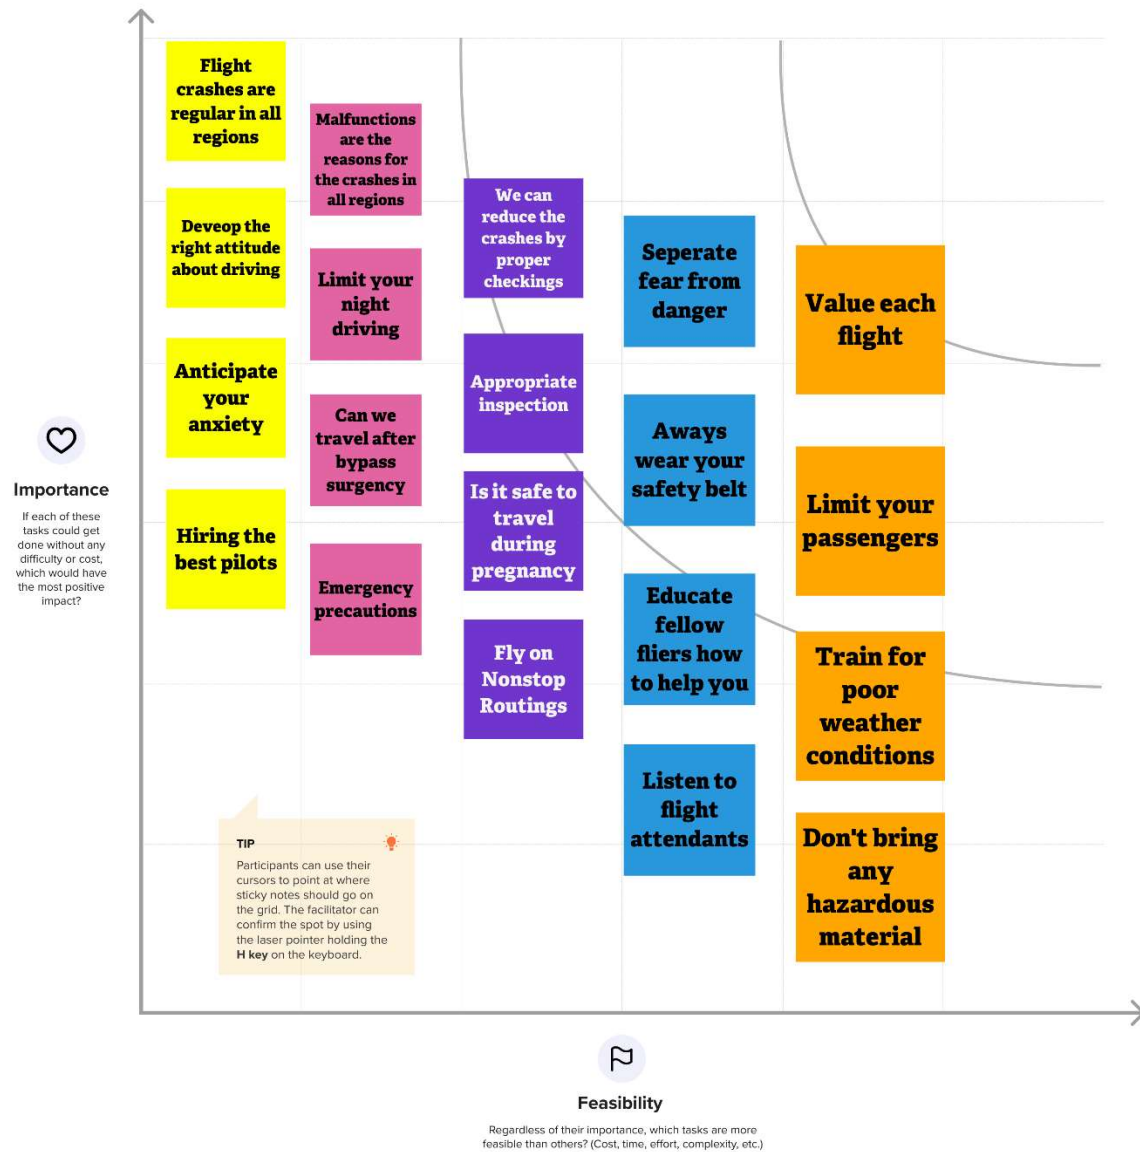 Flight
crashes are
regular in all
regions
Deveop the
right attitude
about driving
Anticipate
your
anxiety
Hiring the
best pilots
Malfunctions
are the
reasons for
the crashes in
all regions
Limit your
night
driving
Can we
travel after
bypass
surgency
Emergency
precautions
We can
reduce the
crashes by
proper
checkings
Appropriate
inspection
Is it safe to
travel
during
pregnancy
Fly on
Nonstop
Routings
Seperate
fear from
danger
Aways
wear your
safety belt
Educate
fellow
fliers how
to help you
Listen to
flight
attendants
Value each
flight
Limit your
passengers
Train for
poor
weather
conditions
Don't bring
any
hazardous
material
Importance
If each of these
tasks could get
done without any
difficulty or cost,
which would have
the most positive
impact?
TIP
Participants can use their
cursors to point at where
sticky notes should go on
the grid. The facilitator can
confirm the spot by using
the laser pointer holding the
H key on the keyboard.
Feasibility
Regardless of their importance, which tasks are more
feasible than others? (Cost, time, effort, complexity, etc.)